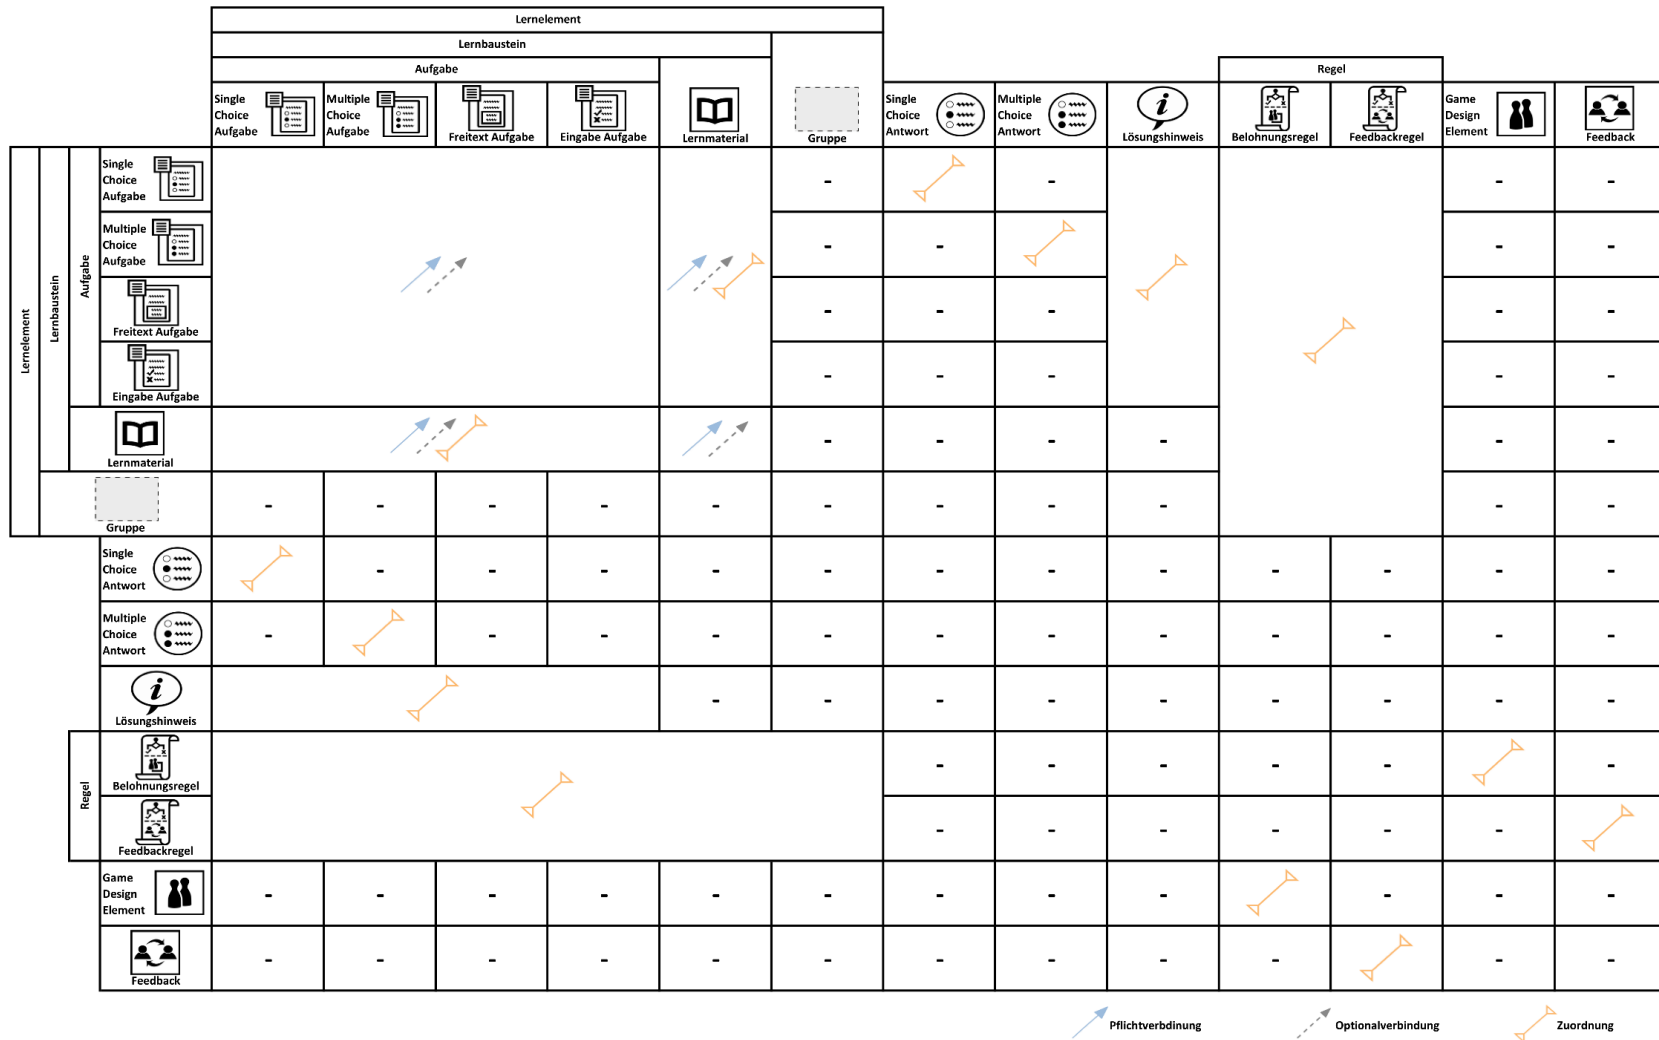 Lernelement
Lernbaustein
Aufgabe
Regel
Single
Choice
Aufgabe
Multiple
Choice
Aufgabe
Freitext Aufgabe
Eingabe Aufgabe
Lernmaterial
Gruppe
Single
Choice
Antwort
Multiple
Choice
Antwort
Lösungshinweis
Belohnungsregel
Feedbackregel
Game
Design
Element
Feedback
Lernelement
Lernbaustein
Aufgabe
Single
Choice
Aufgabe
- - - -
Multiple
Choice
Aufgabe
- - - -
Freitext Aufgabe
- - - - -
Eingabe Aufgabe
- - - - -
Lernmaterial
- - - - - -
Gruppe
- - - - - - - - - - -
Single
Choice
Antwort
- - - - - - - - - - - -
Multiple
Choice
Antwort
- - - - - - - - - - - -
Lösungshinweis
- - - - - - - - -
Regel
Belohnungsregel
- - - - - -
Feedbackregel
- - - - - -
Game
Design
Element
- - - - - - - - - - - -
Feedback
- - - - - - - - - - - -
Pflichtverbdinung
Optionalverbindung
Zuordnung